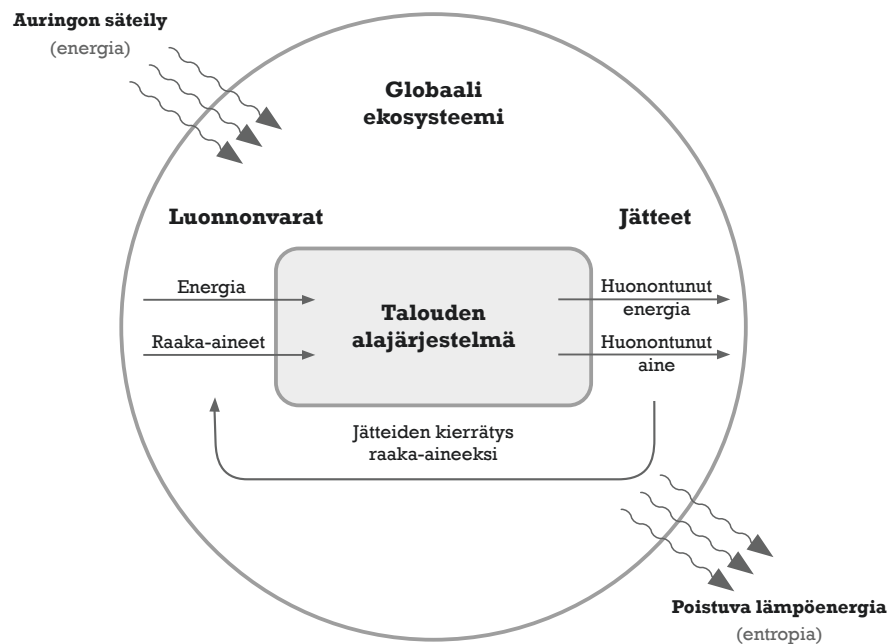 Auringon säteily
(energia)
Globaali
ekosysteemi
Luonnonvarat
Jätteet
Energia
Raaka-aineet
Talouden
alajärjestelmä
Huonontunut
energia
Huonontunut
aine
Jätteiden kierrätys
raaka-aineeksi
Poistuva lämpöenergia
(entropia)